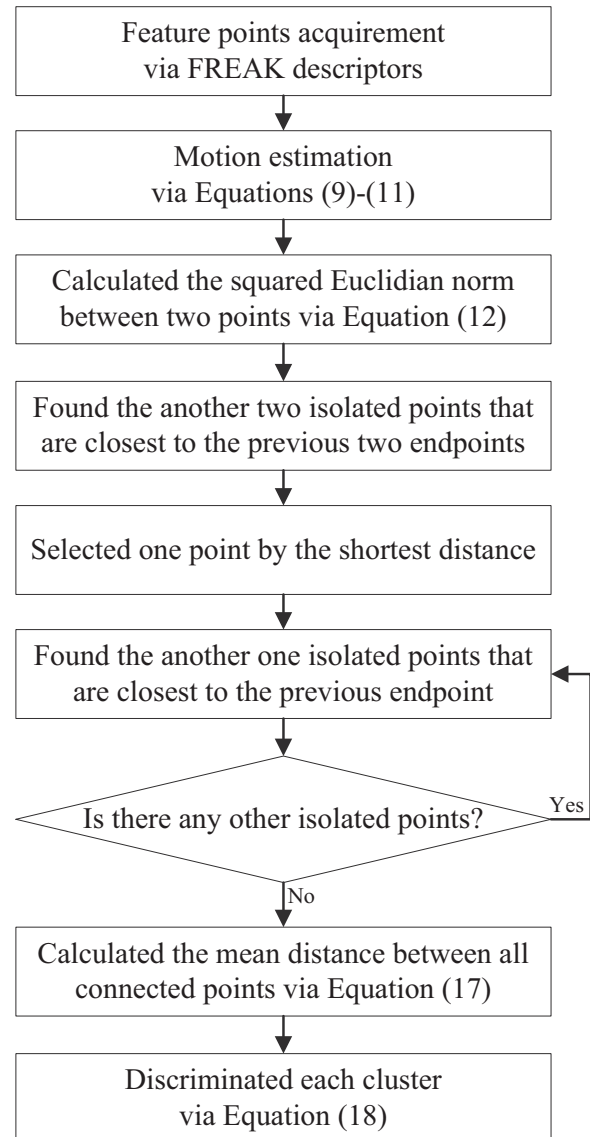 Feature points acquirement
via FREAK descriptors
Motion estimation
via Equations (9)-(11)
Calculated the squared Euclidian norm
between two points via Equation (12)
Found the another two isolated points that
are closest to the previous two endpoints
Selected one point by the shortest distance
Found the another one isolated points that
are closest to the previous endpoint
Is there any other isolated points?
Yes
No
Calculated the mean distance between all
connected points via Equation (17)
Discriminated each cluster
via Equation (18)